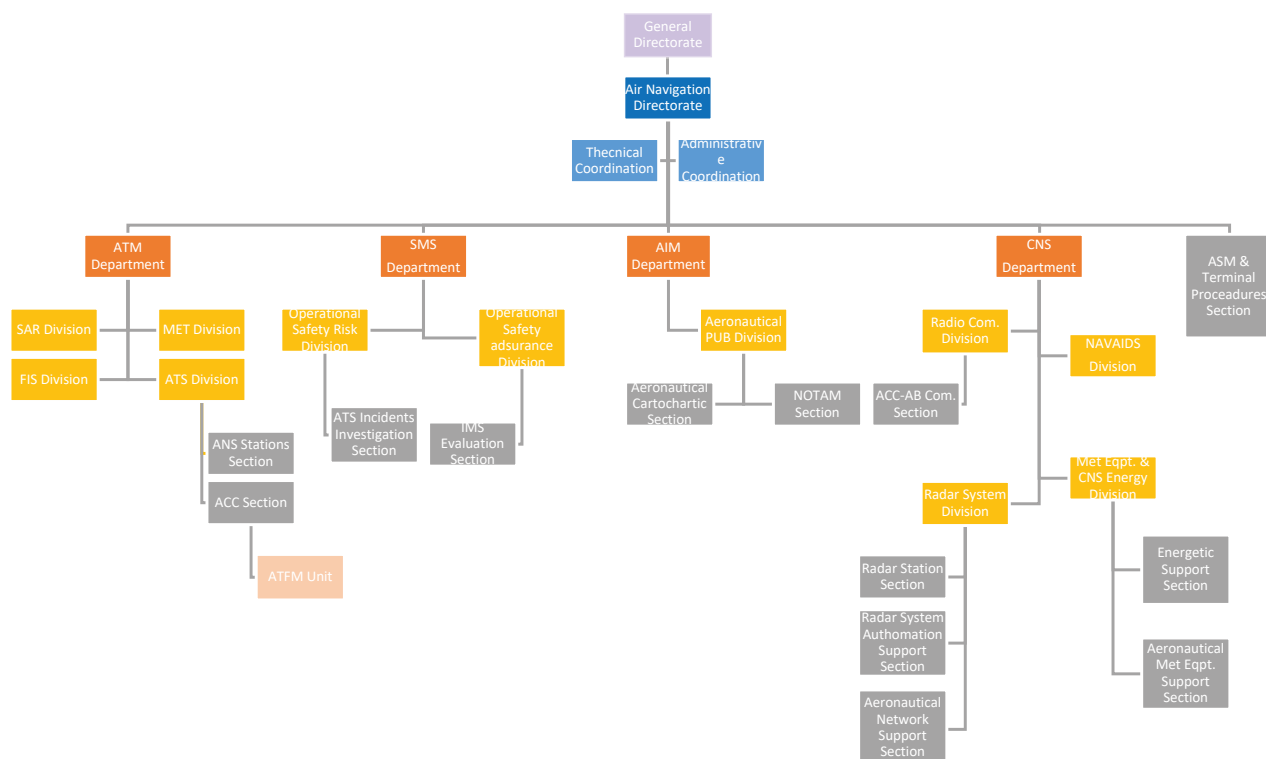 General
Directorate
Air Navigation
Directorate
Thecnical
Coordination
Administrativ
e
Coordination
ATM
Department
SMS
Department
AIM
Department
CNS
Department
ASM &
Terminal
Proceadures
Section
SAR Division
MET Division
FIS Division
ATS Division
ANS Stations
Section
ACC Section
ATFM Unit
Operational
Safety Risk
Division
Operational
Safety
adsurance
Division
ATS Incidents
Investigation
Section
IMS
Evaluation
Section
Aeronautical
PUB Division
Aeronautical
Cartochartic
Section
NOTAM
Section
Radio Com.
Division
NAVAIDS
Division
ACC-AB Com.
Section
Radar System
Division
Met Eqpt. &
CNS Energy
Division
Radar Station
Section
Radar System
Authomation
Support
Section
Aeronautical
Network
Support
Section
Energetic
Support
Section
Aeronautical
Met Eqpt.
Support
Section